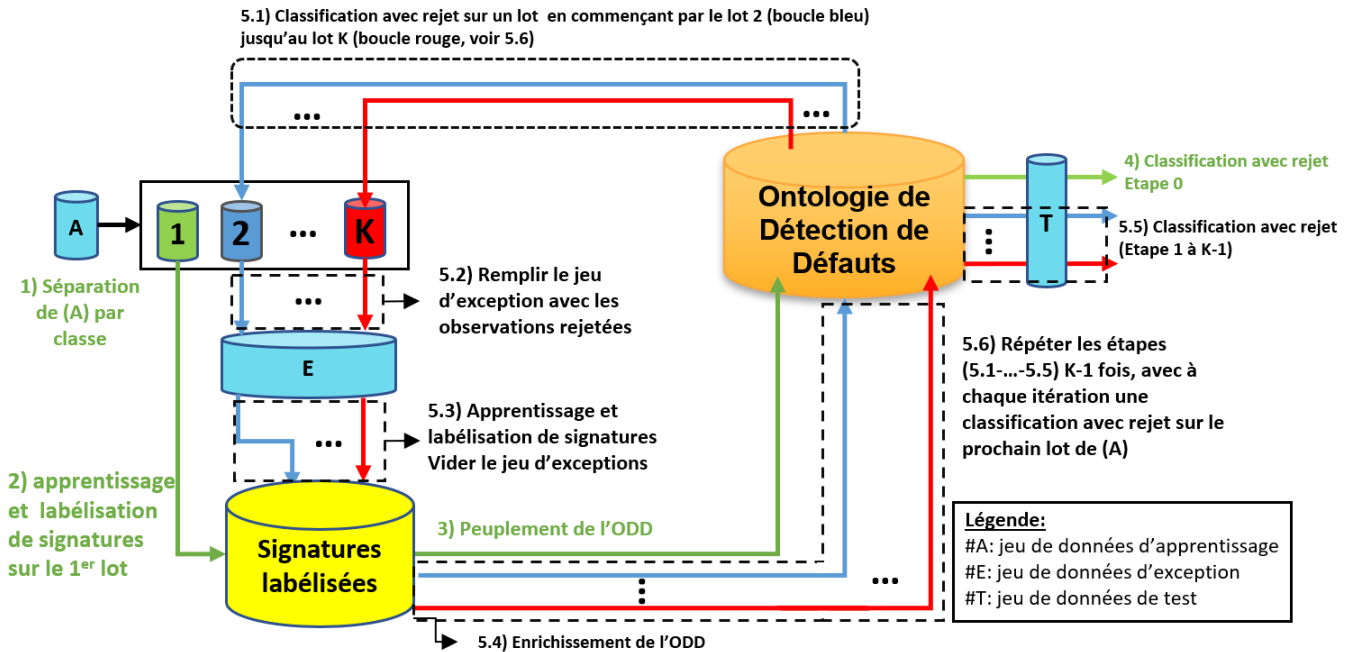 5.1) Classification avec rejet sur un lot en commençant par le lot 2 (boucle bleu)
jusqu'au lot K (boucle rouge, voir 5.6)
...
...
A
1
2
...
K
Ontologie de
Détection de
Défauts
T
4) Classification avec rejet
Etape 0
5.5) Classification avec rejet
(Etape 1 à K-1)
1) Séparation
de (A) par
classe
...
5.2) Remplir le jeu
d'exception avec les
observations rejetées
E
...
5.3) Apprentissage et
labélisation de signatures
Vider le jeu d'exceptions
5.6) Répéter les étapes
(5.1-...-5.5) K-1 fois, avec à
chaque itération une
classification avec rejet sur le
prochain lot de (A)
2) apprentissage
et labélisation
de signatures
sur le 1er lot
Signatures
labélisées
3) Peuplement de l'ODD
...
...
5.4) Enrichissement de l'ODD
Légende:
#A: jeu de données d'apprentissage
#E: jeu de données d'exception
#T: jeu de données de test